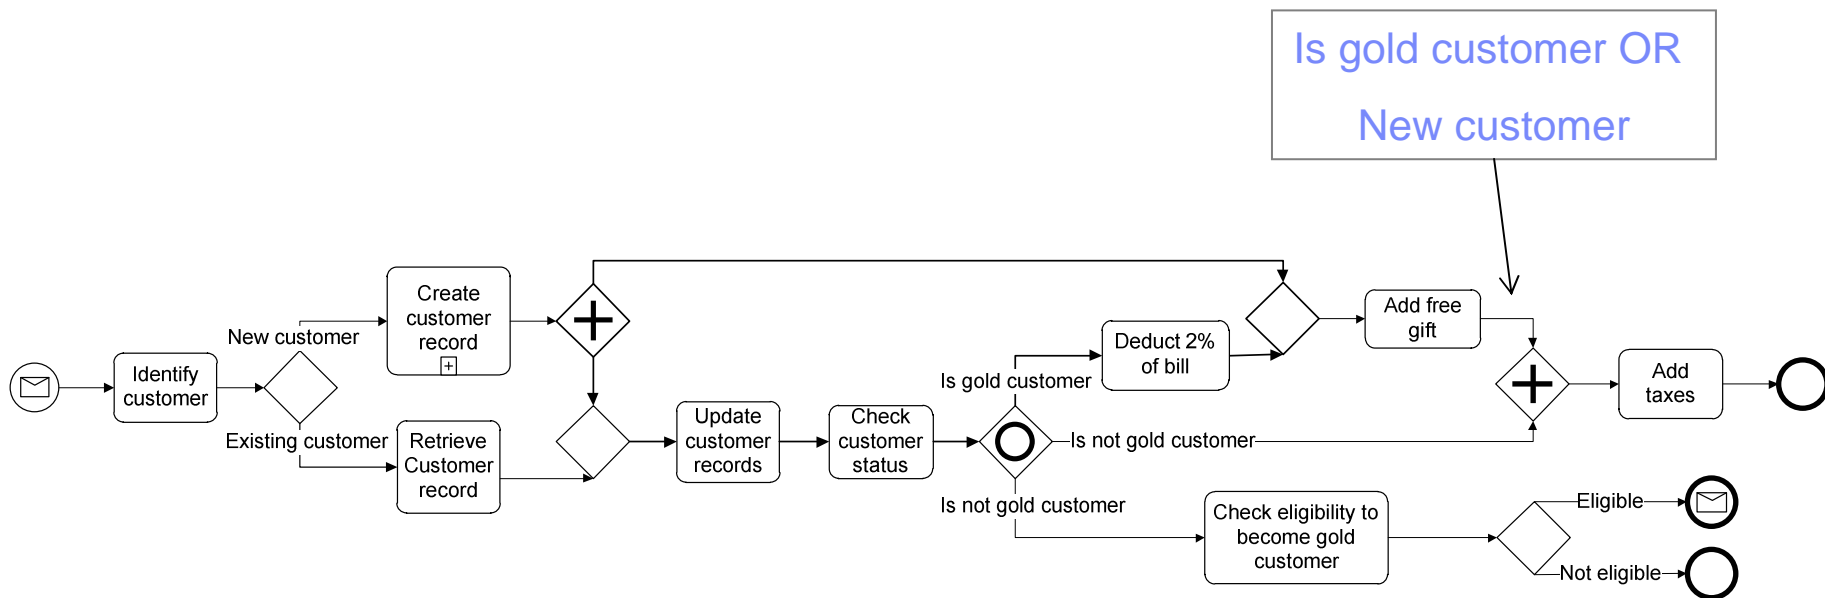 Is gold customer OR
New customer
Create
customer
record
New customer
Identify
customer
Existing customer
Retrieve
Customer
record
Update
customer
records
Check
customer
status
Is gold customer
Deduct 2%
of bill
Add free
gift
Is not gold customer
Add
taxes
Is not gold customer
Check eligibility to
become gold
customer
Eligible
Not eligible